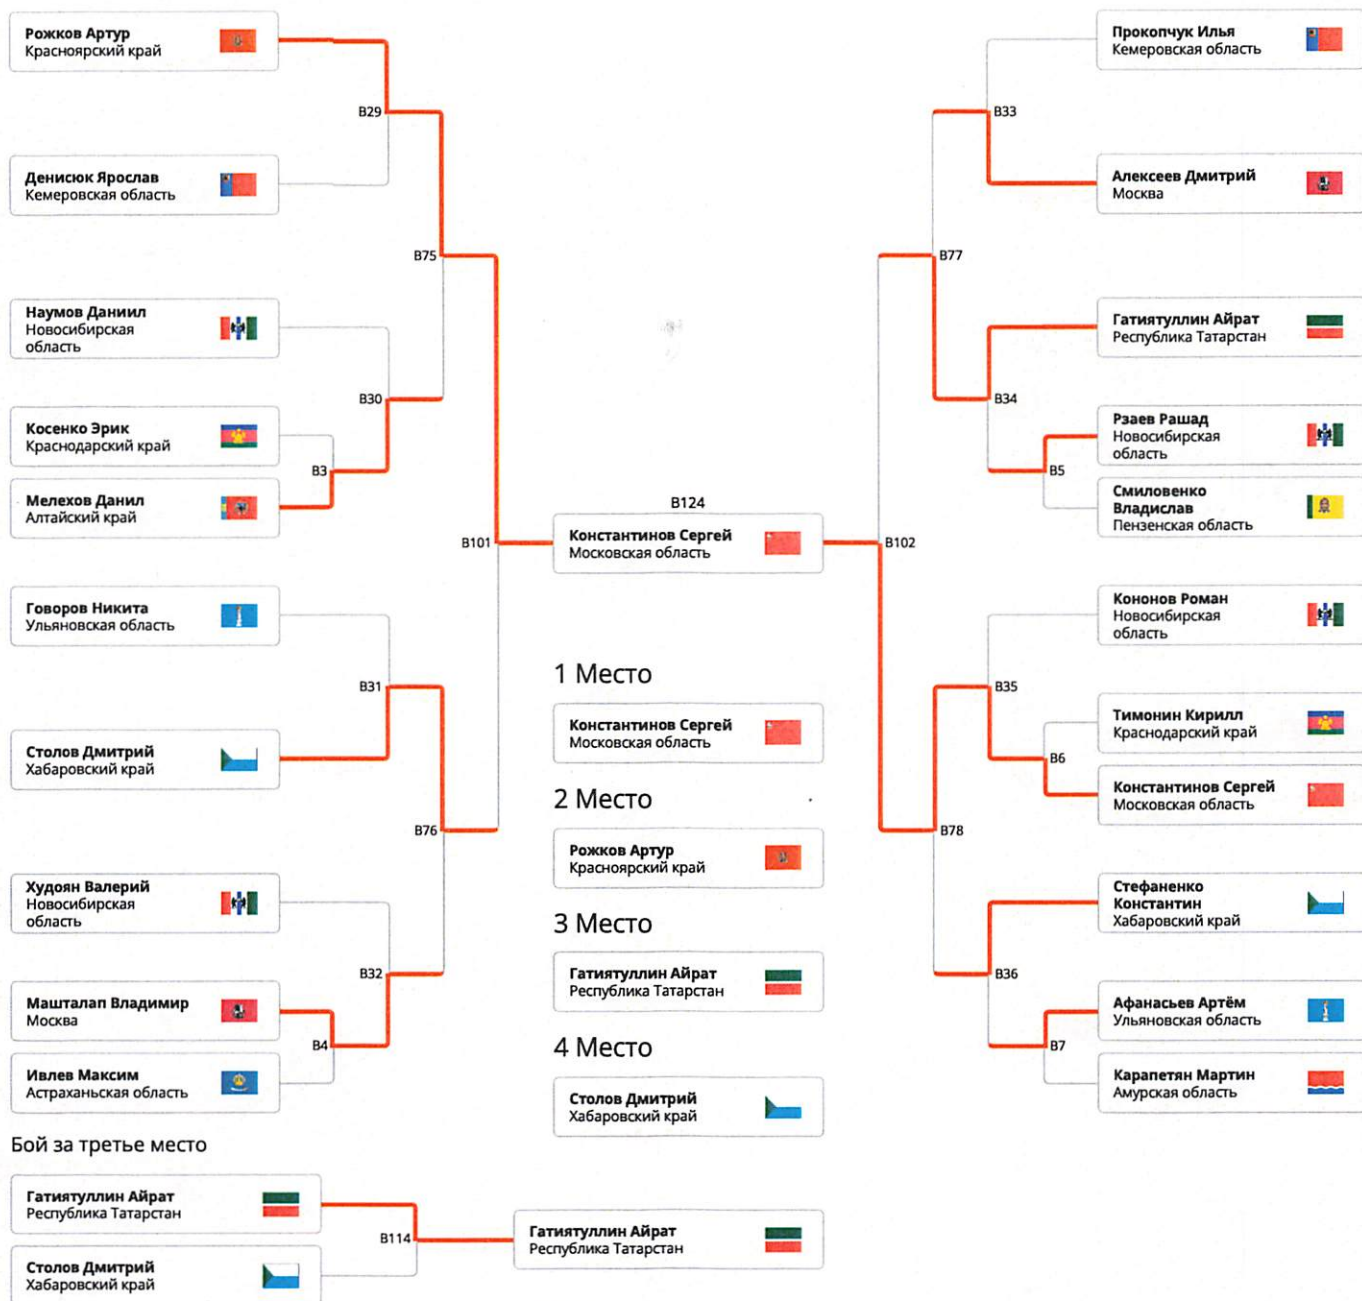 Рожков Артур
Красноярский край
B29
Денисюк Ярослав
Кемеровская область
B75
Наумов Даниил
Новосибирская
область
B30
Косенко Эрик
Краснодарский край
B3
Мелехов Данил
Алтайский край
B101
Говоров Никита
Ульяновская область
B31
Столов Дмитрий
Хабаровский край
B76
Худоян Валерий
Новосибирская
область
B32
Машталап Владимир
Москва
B4
Ивлев Максим
Астраханьская область
B124
Константинов Сергей
Московская область
1 Место
Константинов Сергей
Московская область
2 Место
Рожков Артур
Красноярский край
3 Место
Гатиятуллин Айрат
Республика Татарстан
4 Место
Столов Дмитрий
Хабаровский край
Прокопчук Илья
Кемеровская область
B33
Алексеев Дмитрий
Москва
B77
Гатиятуллин Айрат
Республика Татарстан
B34
Рзаев Рашад
Новосибирская
область
B5
Смиловенко
Владислав
Пензенская область
B102
Кононов Роман
Новосибирская
область
B35
Тимонин Кирилл
Краснодарский край
B6
Константинов Сергей
Московская область
B78
Стефаненко
Константин
Хабаровский край
B36
Афанасьев Артём
Ульяновская область
B7
Карапетян Мартин
Амурская область
Бой за третье место
Гатиятуллин Айрат
Республика Татарстан
B114
Столов Дмитрий
Хабаровский край
Гатиятуллин Айрат
Республика Татарстан